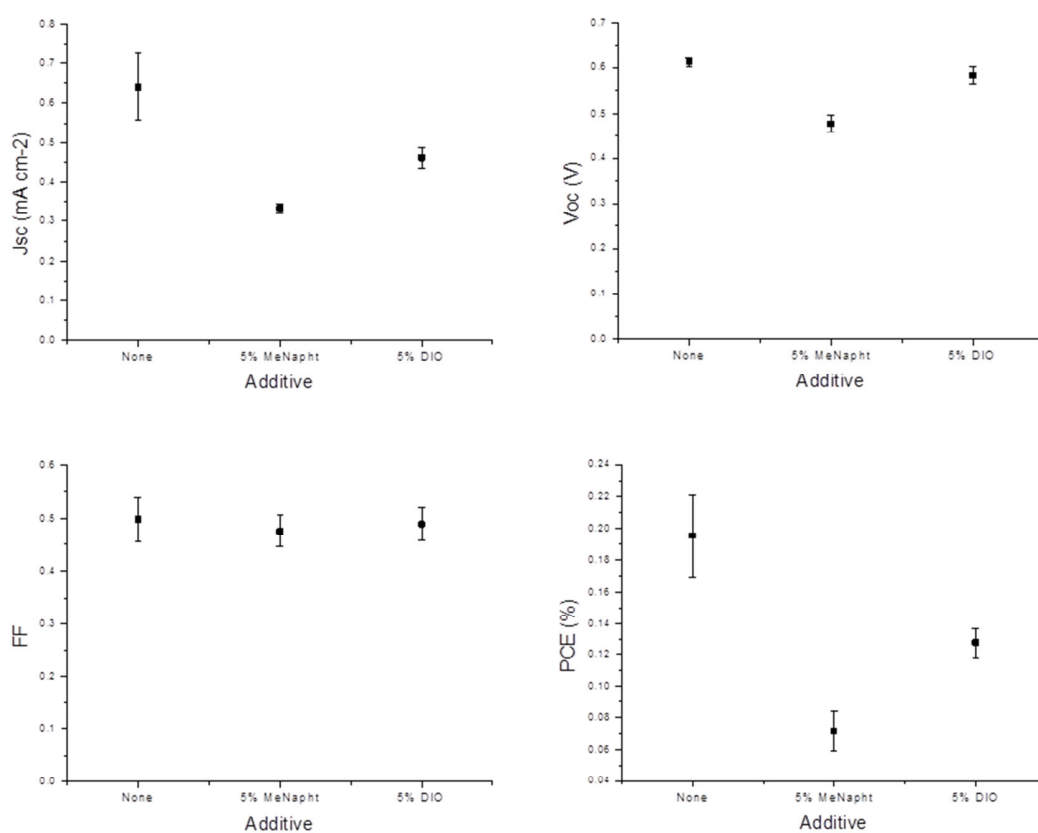 0.8
0.7
0.6
0.5
0.4
0.3
0.2
0.1
0.0
Jsc (mA cm-2)
None
5% MeNapht
5% DIO
Additive
0.7
0.6
0.5
0.4
0.3
0.2
0.1
0.0
Voc (V)
None
5% MeNapht
5% DIO
Additive
0.6
0.5
0.4
0.3
0.2
0.1
0.0
FF
None
5% MeNapht
5% DIO
Additive
0.24
0.22
0.20
0.18
0.16
0.14
0.12
0.10
0.08
0.06
0.04
PCE (%)
None
5% MeNapht
5% DIO
Additive